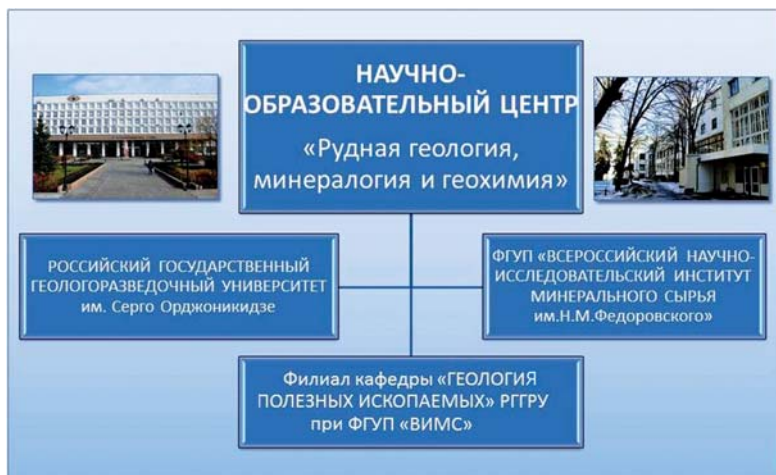 НАУЧНО-
ОБРАЗОВАТЕЛЬНЫЙ ЦЕНТР
«Рудная геология,
минералогия и геохимия»
РОССИЙСКИЙ ГОСУДАРСТВЕННЫЙ
ГЕОЛОГОРАЗВЕДОЧНЫЙ УНИВЕРСИТЕТ
им. Серго Орджоникидзе
ФГУП «ВСЕРОССИЙСКИЙ НАУЧНО-
ИССЛЕДОВАТЕЛЬСКИЙ ИНСТИТУТ
МИНЕРАЛЬНОГО СЫРЬЯ
им.Н.М.Федоровского»
Филиал кафедры «ГЕОЛОГИЯ
ПОЛЕЗНЫХ ИСКОПАЕМЫХ» РГГРУ
при ФГУП «ВИМС»